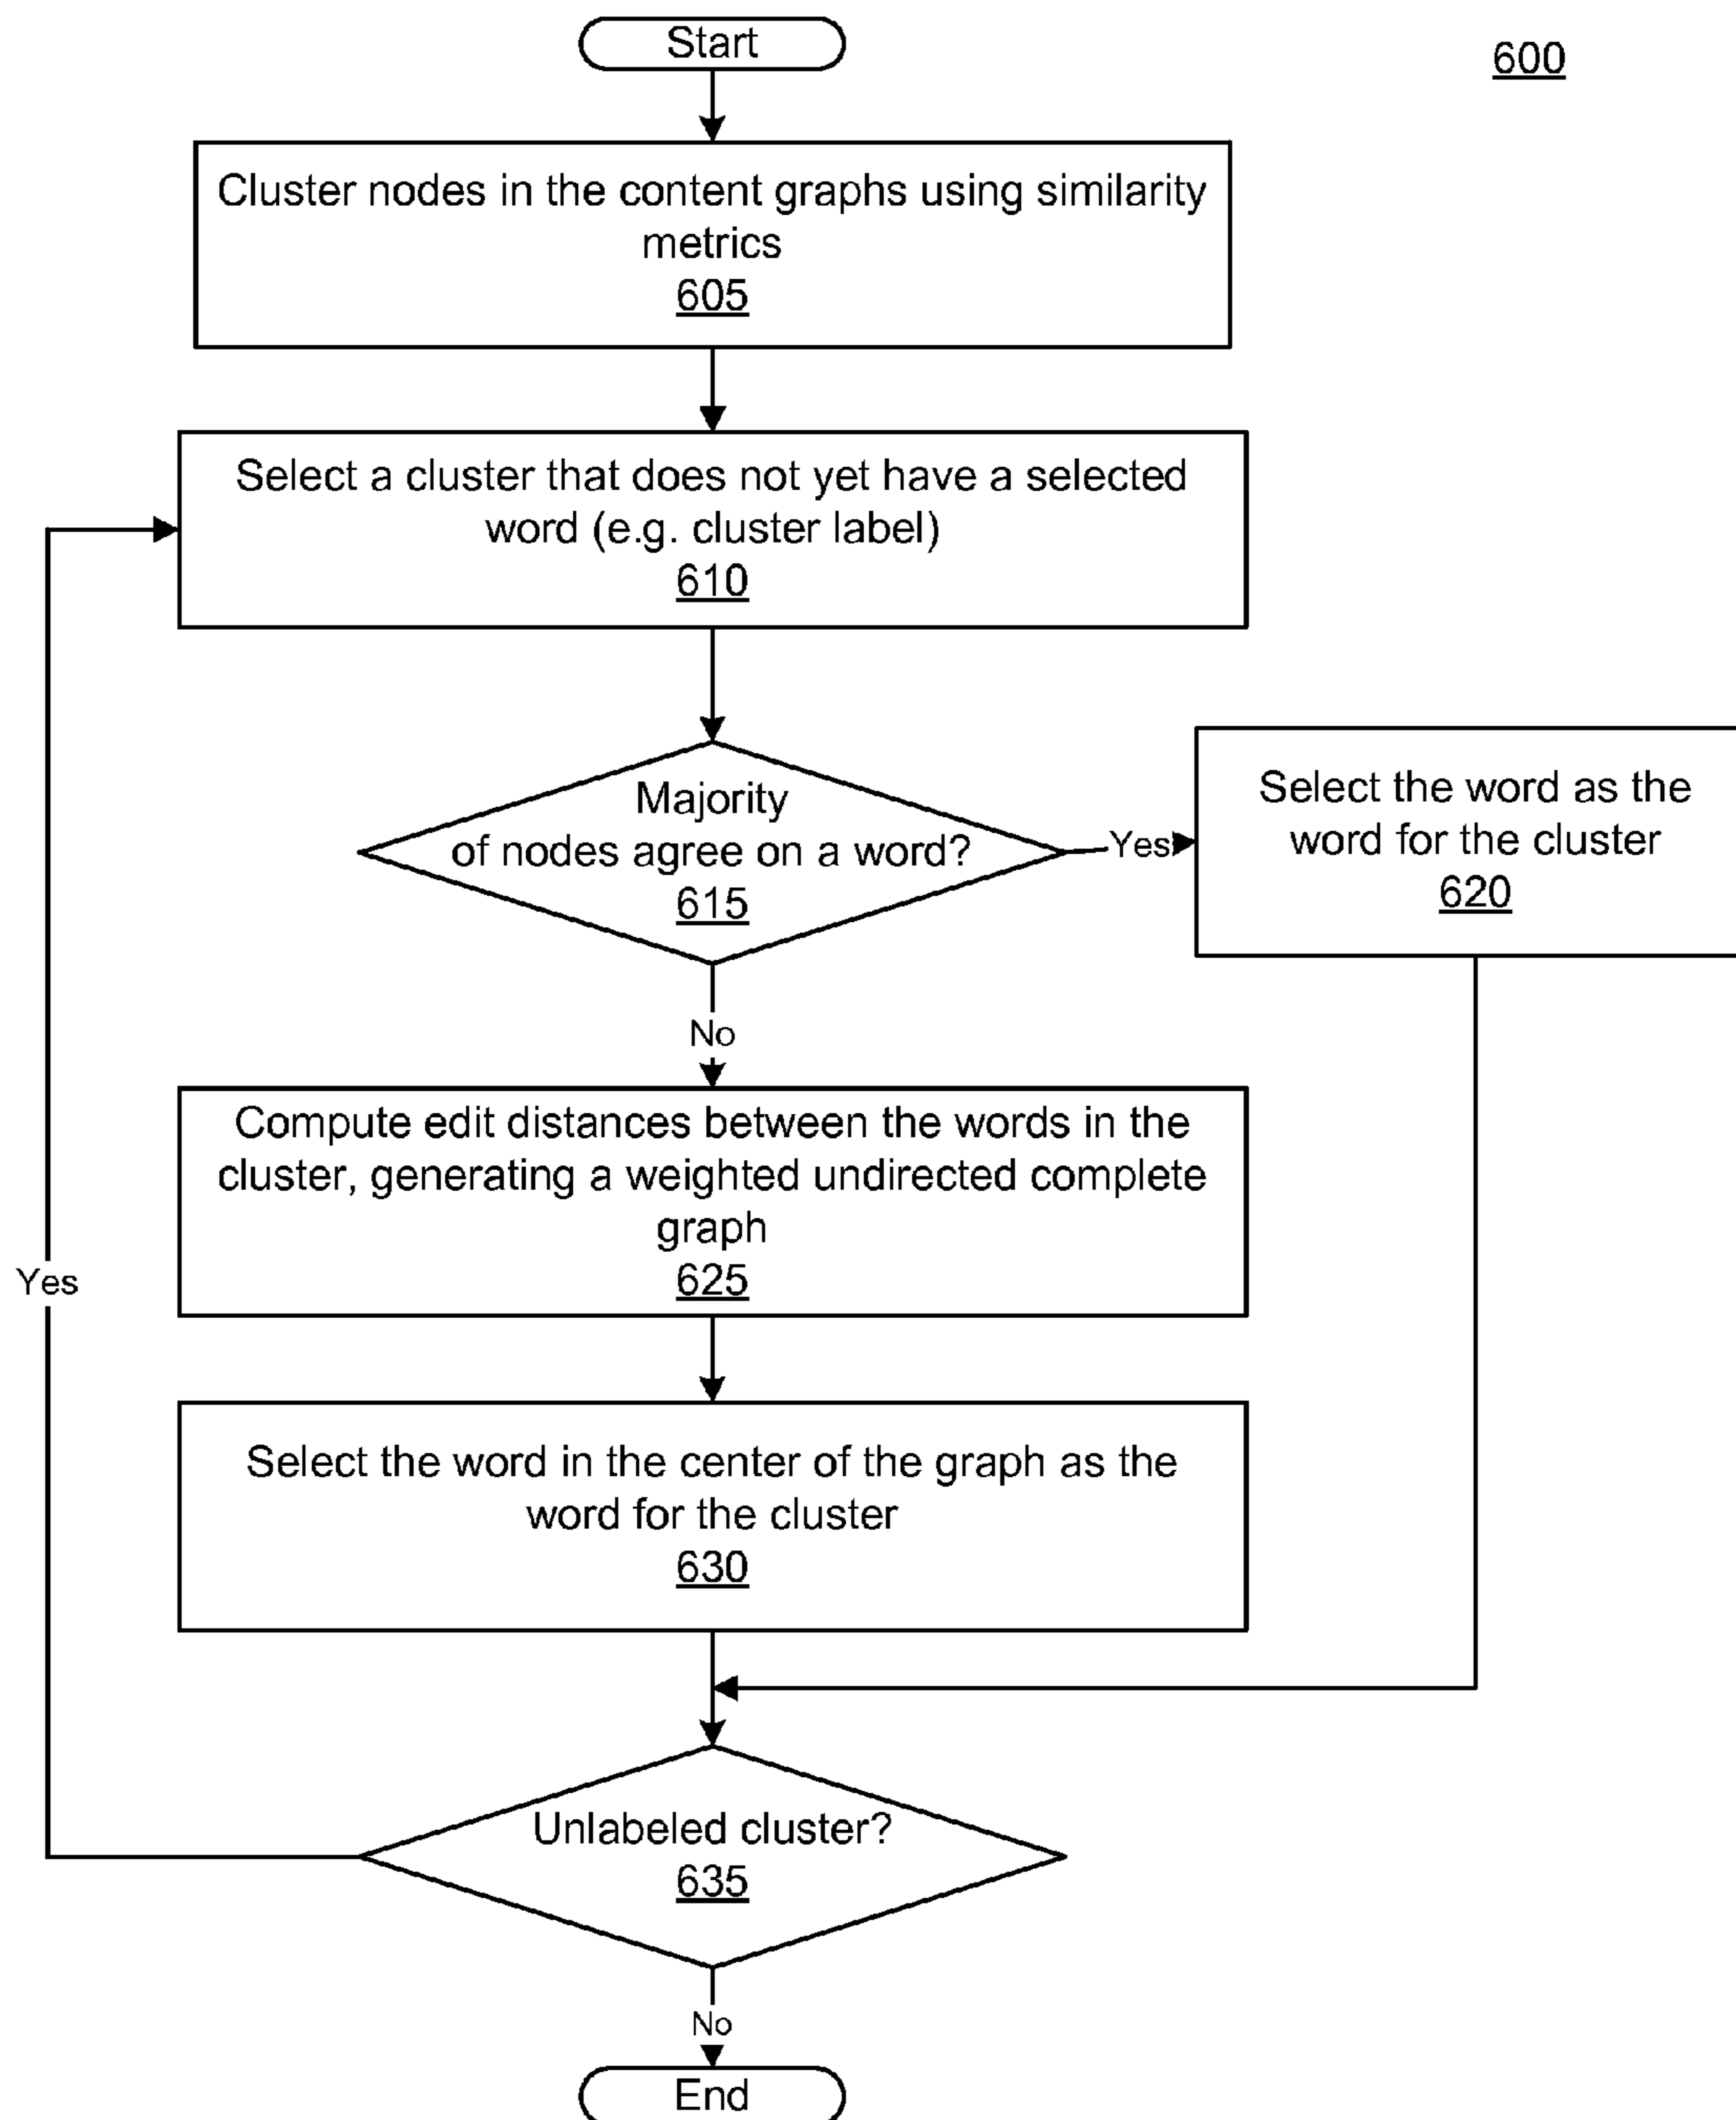 Start
600
Cluster nodes in the content graphs using similarity
metrics
605
Select a cluster that does not yet have a selected
word (e.g. cluster label)
610
Majority
of nodes agree on a word?
615
Yes
Select the word as the
word for the cluster
620
No
Compute edit distances between the words in the
cluster, generating a weighted undirected complete
graph
625
Yes
Select the word in the center of the graph as the
word for the cluster
630
Unlabeled cluster?
635
No
End